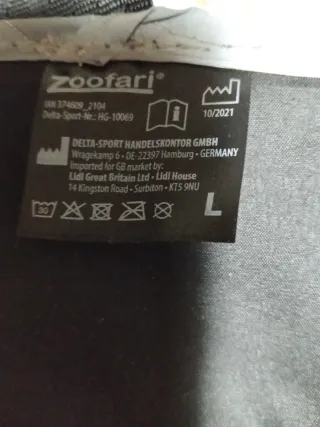 zoofari®
IAN 374609_2104
Delta-Sport-Nr.: HG-10069
10/2021
DELTA-SPORT HANDELSKONTOR GMBH
Wragekamp 6 • DE-22397 Hamburg • GERMANY
Imported for GB market by:
Lidl Great Britain Ltd • Lidl House
14 Kingston Road • Surbiton • KT5 9NU
30
L